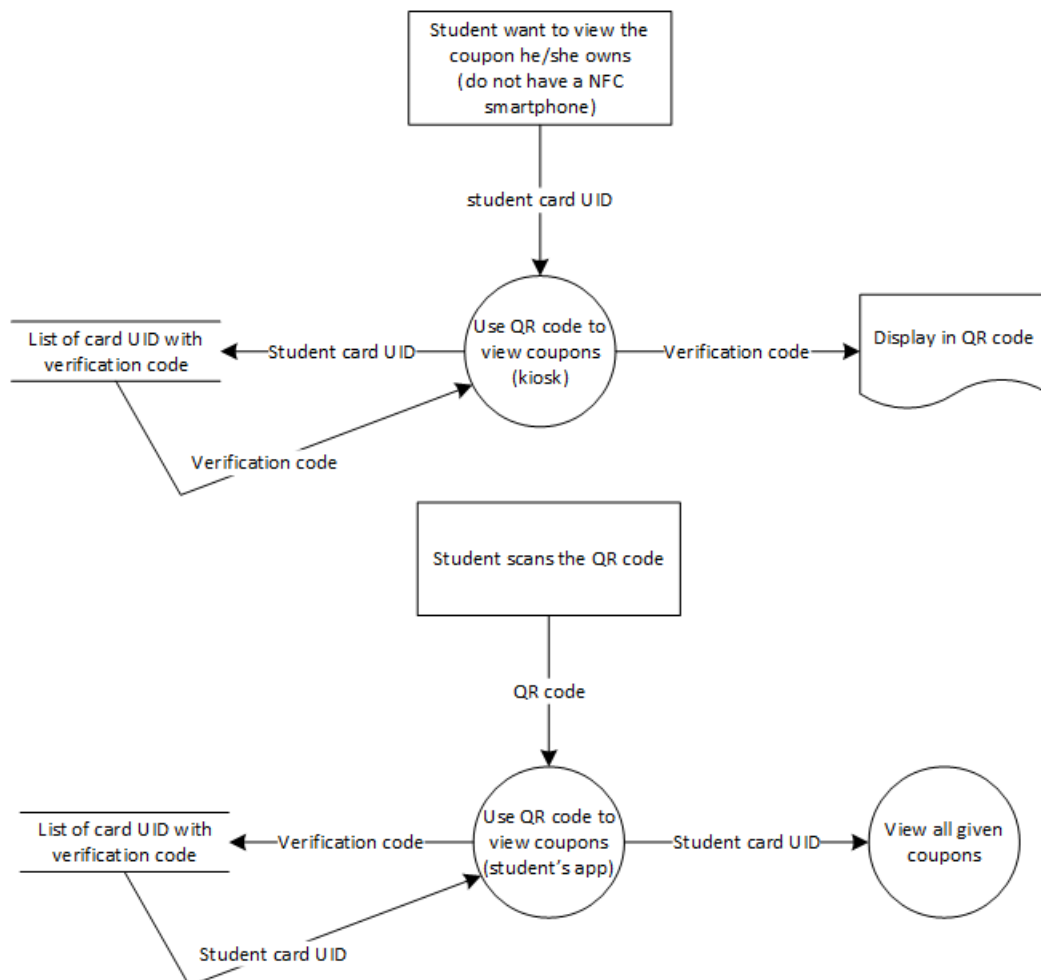 Student want to view the
coupon he/she owns
(do not have a NFC
smartphone)
student card UID
List of card UID with
verification code
Student card UID
Use QR code to
view coupons
(kiosk)
Verification code
Display in QR code
Verification code
Student scans the QR code
QR code
List of card UID with
verification code
Verification code
Use QR code to
view coupons
(student's app)
Student card UID
View all given
coupons
Student card UID